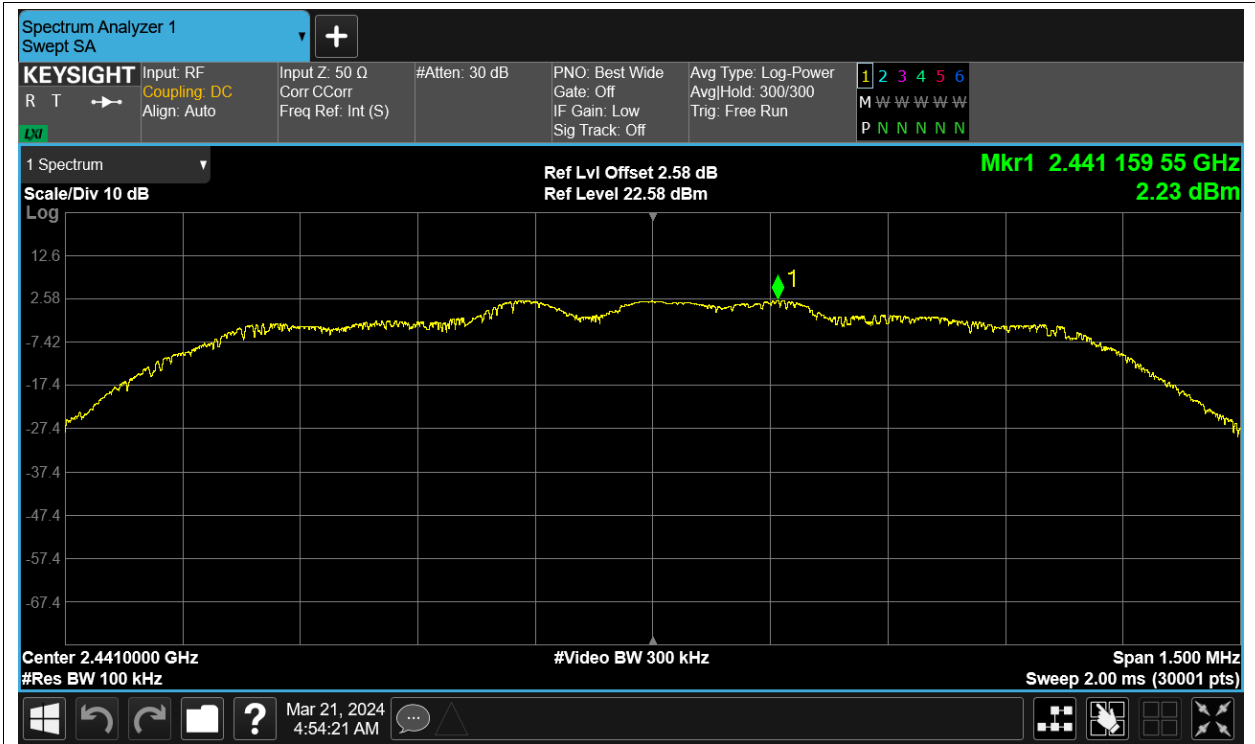 Spectrum Analyzer 1
Swept SA
KEYSIGHT
R T
LXI
Input: RF
Coupling: DC
Align: Auto
Input Z: 50 Ω
Corr CCorr
Freq Ref: Int (S)
#Atten: 30 dB
PNO: Best Wide
Gate: Off
IF Gain: Low
Sig Track: Off
Avg Type: Log-Power
Avg|Hold: 300/300
Trig: Free Run
1 2 3 4 5 6
M W W W W W
P N N N N N
1 Spectrum
Scale/Div 10 dB
Log
Ref Lvl Offset 2.58 dB
Ref Level 22.58 dBm
Mkr1 2.441 159 55 GHz
2.23 dBm
12.6
2.58
-7.42
-17.4
-27.4
-37.4
-47.4
-57.4
-67.4
1
Center 2.4410000 GHz
#Res BW 100 kHz
#Video BW 300 kHz
Span 1.500 MHz
Sweep 2.00 ms (30001 pts)
?
Mar 21, 2024
4:54:21 AM